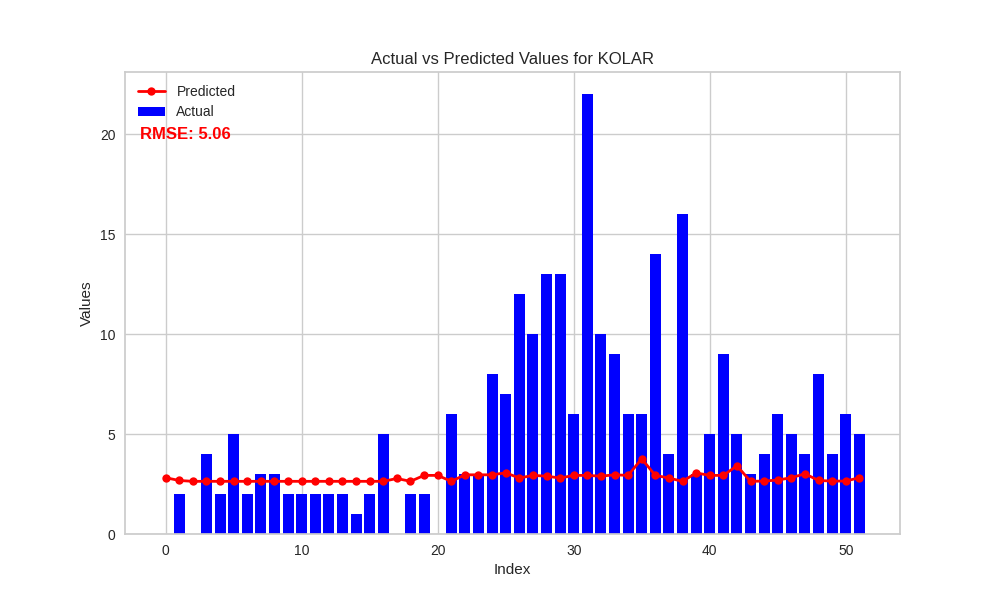 Actual vs Predicted Values for KOLAR
Predicted
Actual
RMSE: 5.06
Values
20
15
10
5
0
0 10 20 30 40 50
Index